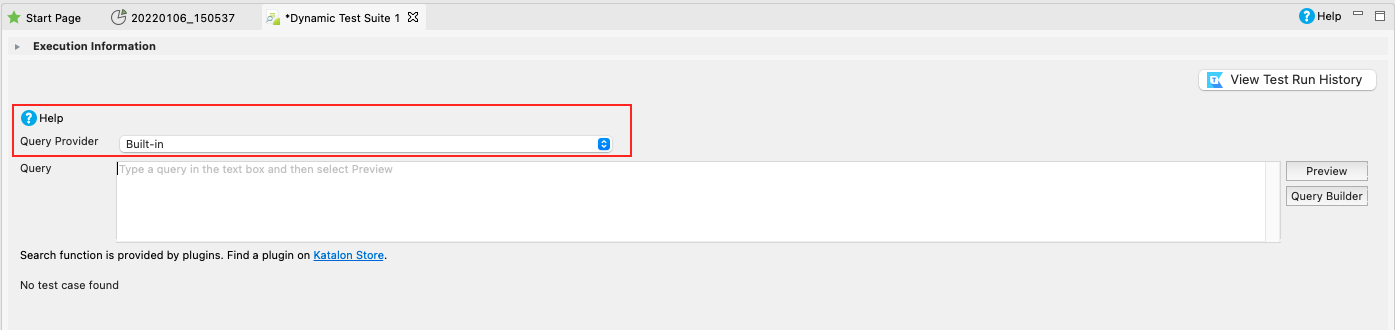 Start Page 20220106_150537 *Dynamic Test Suite 1 Help
Execution Information
View Test Run History
Help
Query Provider Built-in
Query Type a query in the text box and then select Preview Preview
Query Builder
Search function is provided by plugins. Find a plugin on Katalon Store.
No test case found